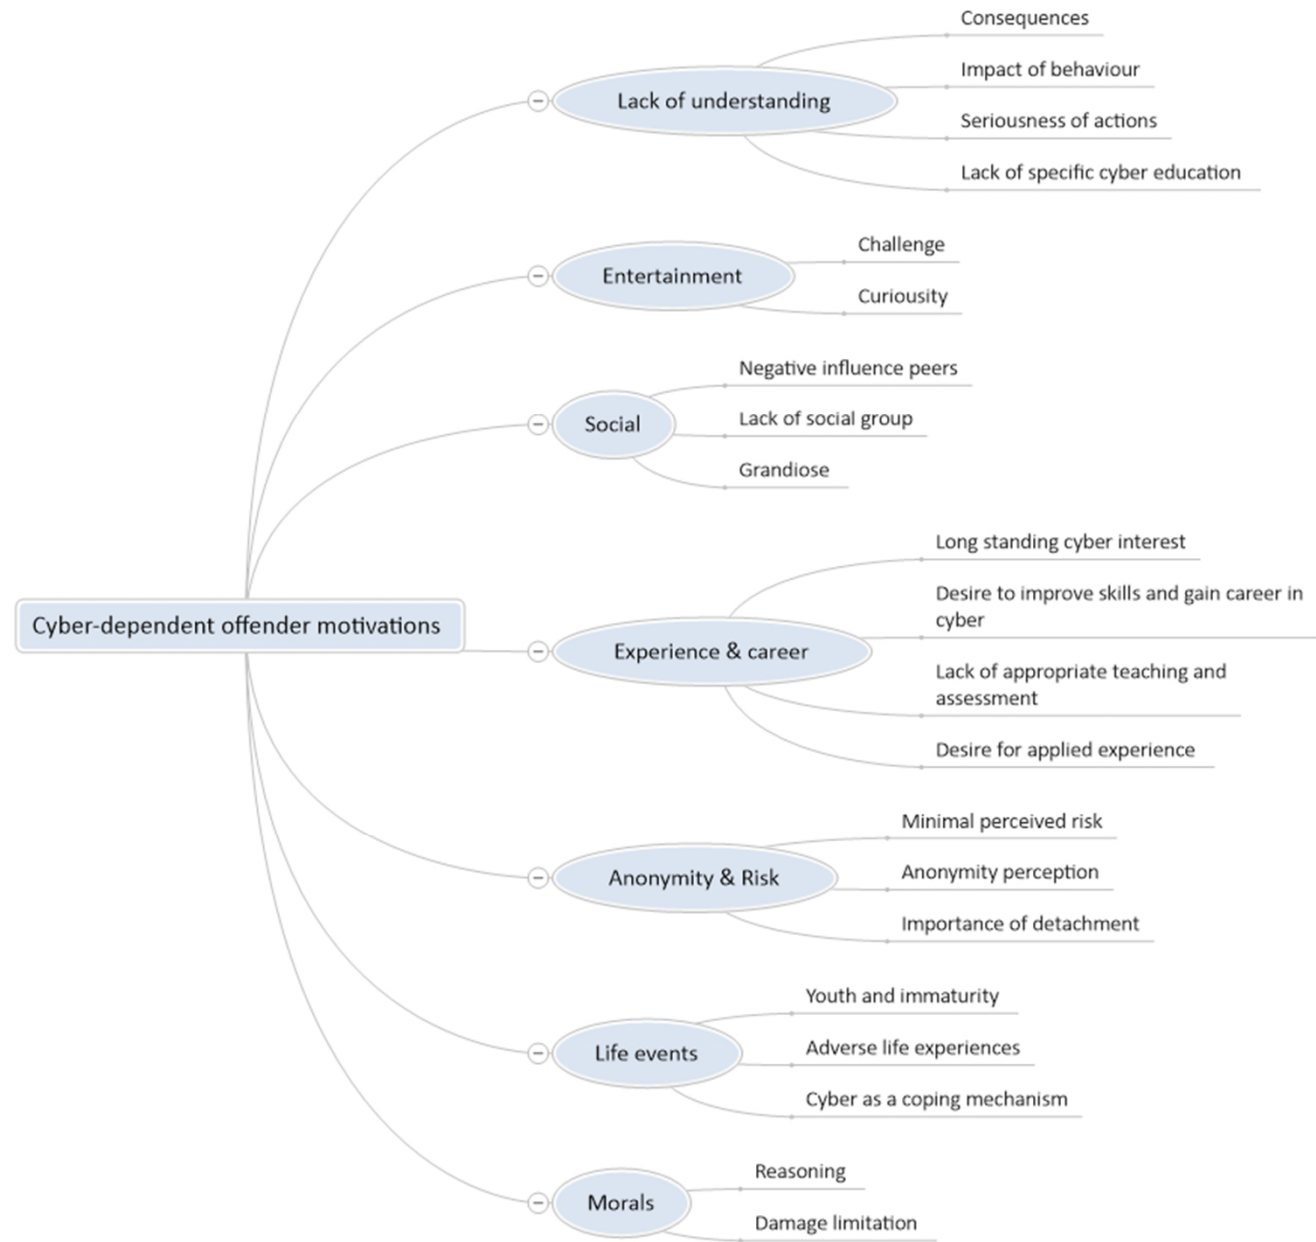 Consequences
Impact of behaviour
Lack of understanding
Seriousness of actions
Lack of specific cyber education
Challenge
Entertainment
Curiousity
Negative influence peers
Social
Lack of social group
Grandiose
Long standing cyber interest
Desire to improve skills and gain career in
cyber
Cyber-dependent offender motivations
Experience & career
Lack of appropriate teaching and
assessment
Desire for applied experience
Minimal perceived risk
Anonymity & Risk
Anonymity perception
Importance of detachment
Youth and immaturity
Life events
Adverse life experiences
Cyber as a coping mechanism
Reasoning
Morals
Damage limitation